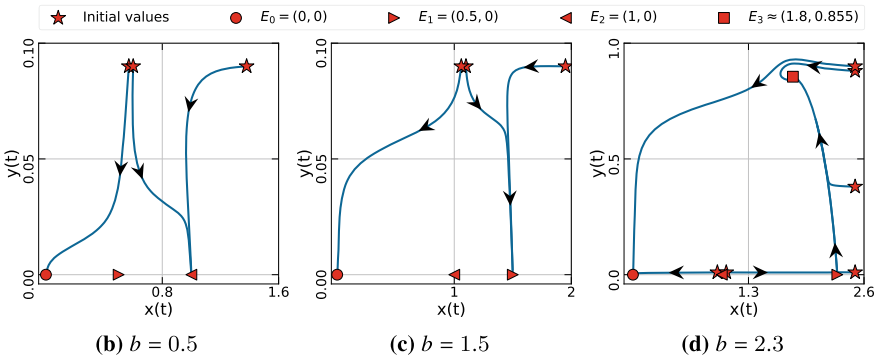 Initial values E₀ = (0, 0) E₁ = (0.5, 0) E₂ = (1, 0) E₃ ≈ (1.8, 0.855)
0.10 0.10 1.0
y(t) 0.05 y(t) 0.05 y(t) 0.5
0.00 0.00 0.0
0.8 1.6 1 2 1.3 2.6
x(t) x(t) x(t)
(b) b = 0.5 (c) b = 1.5 (d) b = 2.3